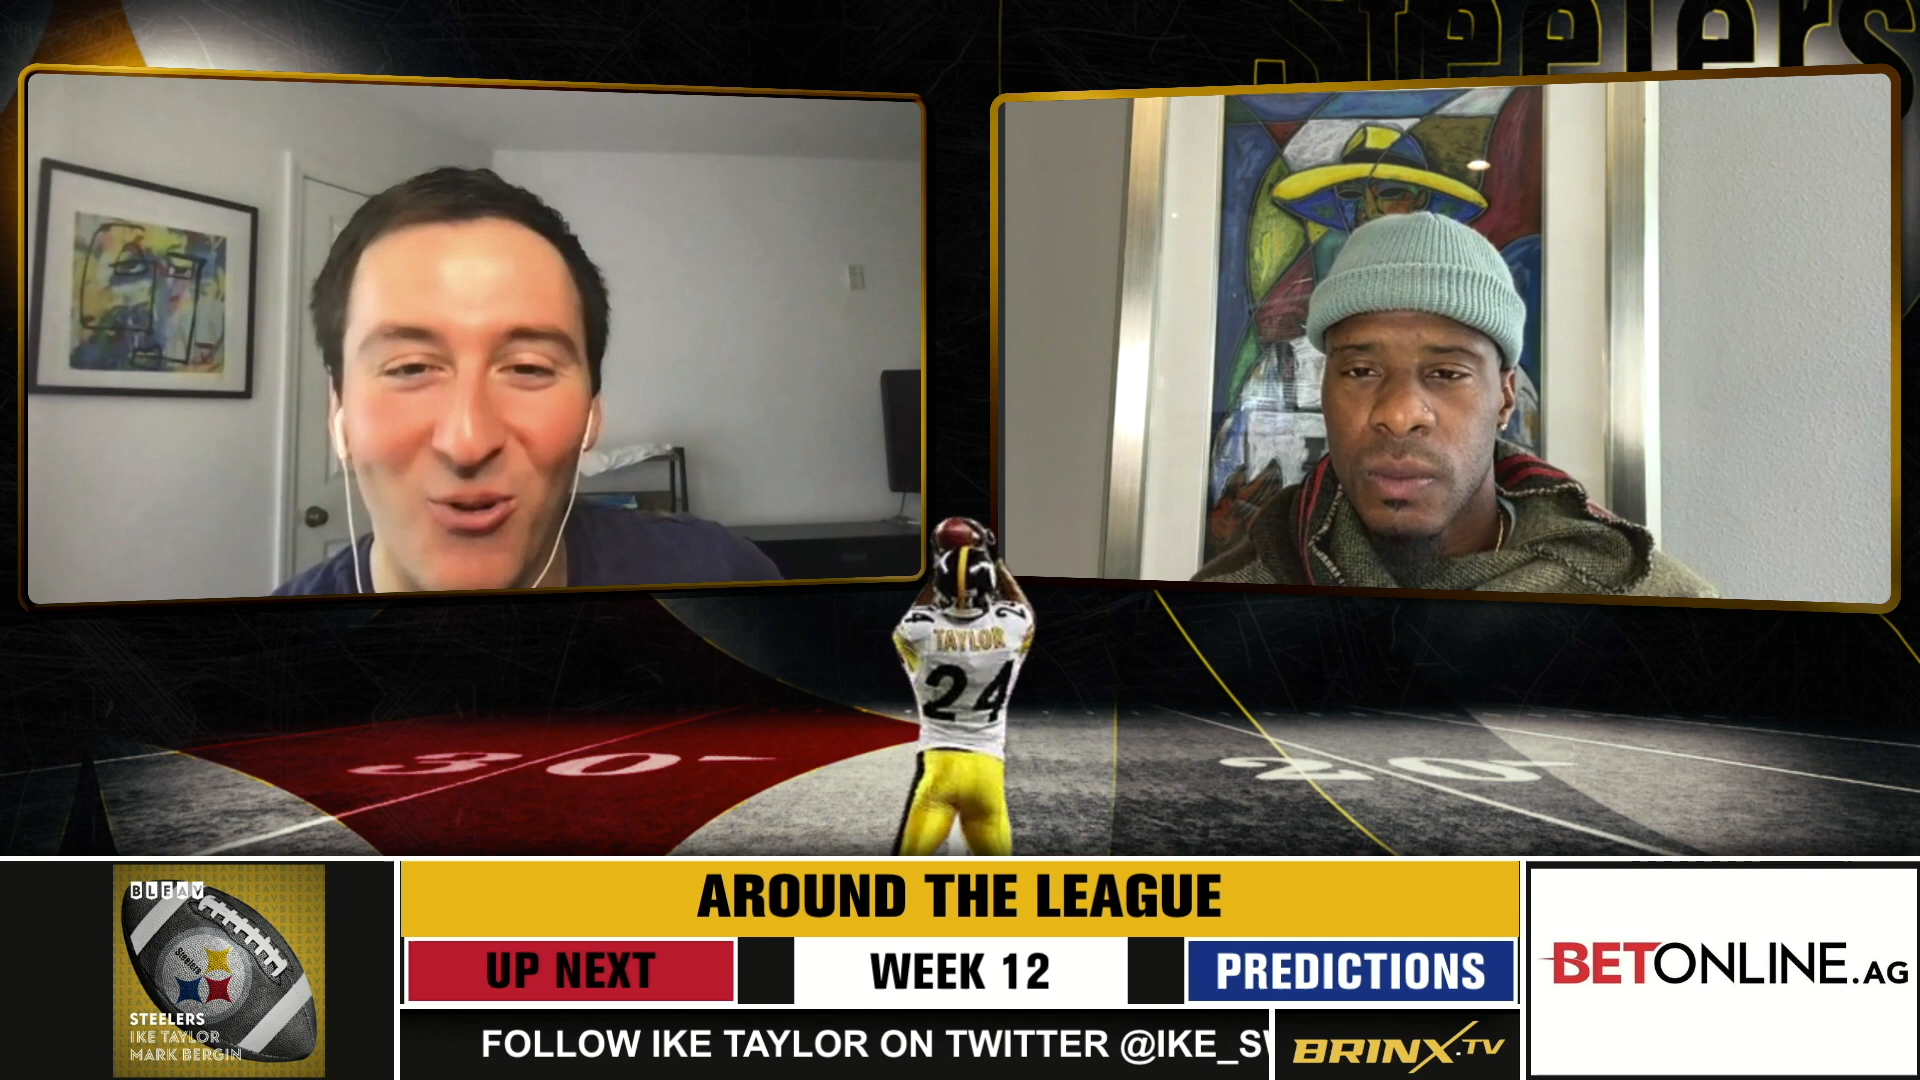 Steelers
TAYLOR
24
30
20
BLEAV
Steelers
STEELERS
IKE TAYLOR
MARK BERGIN
AROUND THE LEAGUE
UP NEXT
WEEK 12
PREDICTIONS
FOLLOW IKE TAYLOR ON TWITTER @IKE_S
BRINX.TV
BETONLINE.AG